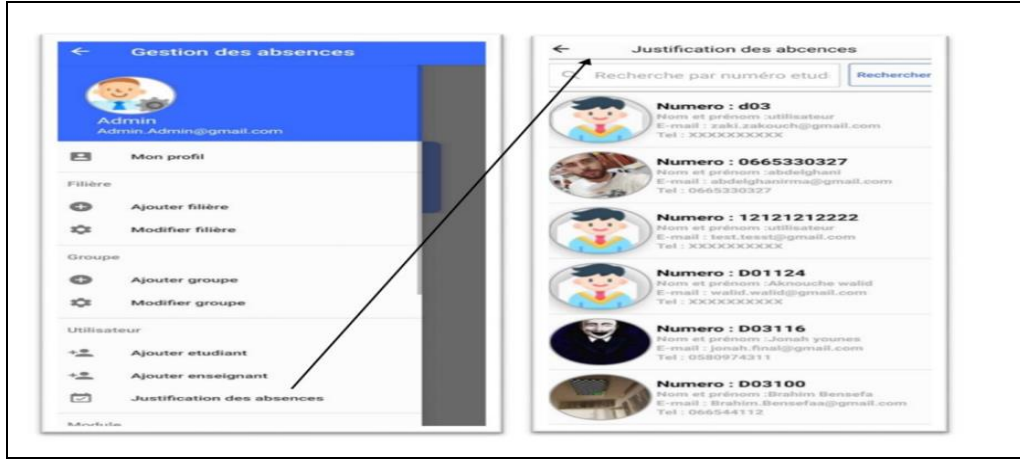 Gestion des absences
Admin
Admin.Admin@gmail.com
Mon profil
Filière
Ajouter filière
Modifier filière
Groupe
Ajouter groupe
Modifier groupe
Utilisateur
Ajouter etudiant
Ajouter enseignant
Justification des absences
Module
Justification des abcences
Recherche par numéro etud
Rechercher
Numero : d03
Nom et prénom :utilisateur
E-mail : zaki.zakouch@gmail.com
Tel : XXXXXXXXXX
Numero : 0665330327
Nom et prénom :abdelghani
E-mail : abdelghanirma@gmail.com
Tel : 0665330327
Numero : 12121212222
Nom et prénom :utilisateur
E-mail : test.tesst@gmail.com
Tel : XXXXXXXXXX
Numero : D01124
Nom et prénom :Aknouche walid
E-mail : walid.walid@gmail.com
Tel : XXXXXXXXXX
Numero : D03116
Nom et prénom :Jonah younes
E-mail : jonah.final@gmail.com
Tel : 0580974311
Numero : D03100
Nom et prénom :Brahim Bensefa
E-mail : Brahim.Bensefaa@gmail.com
Tel : 066544112